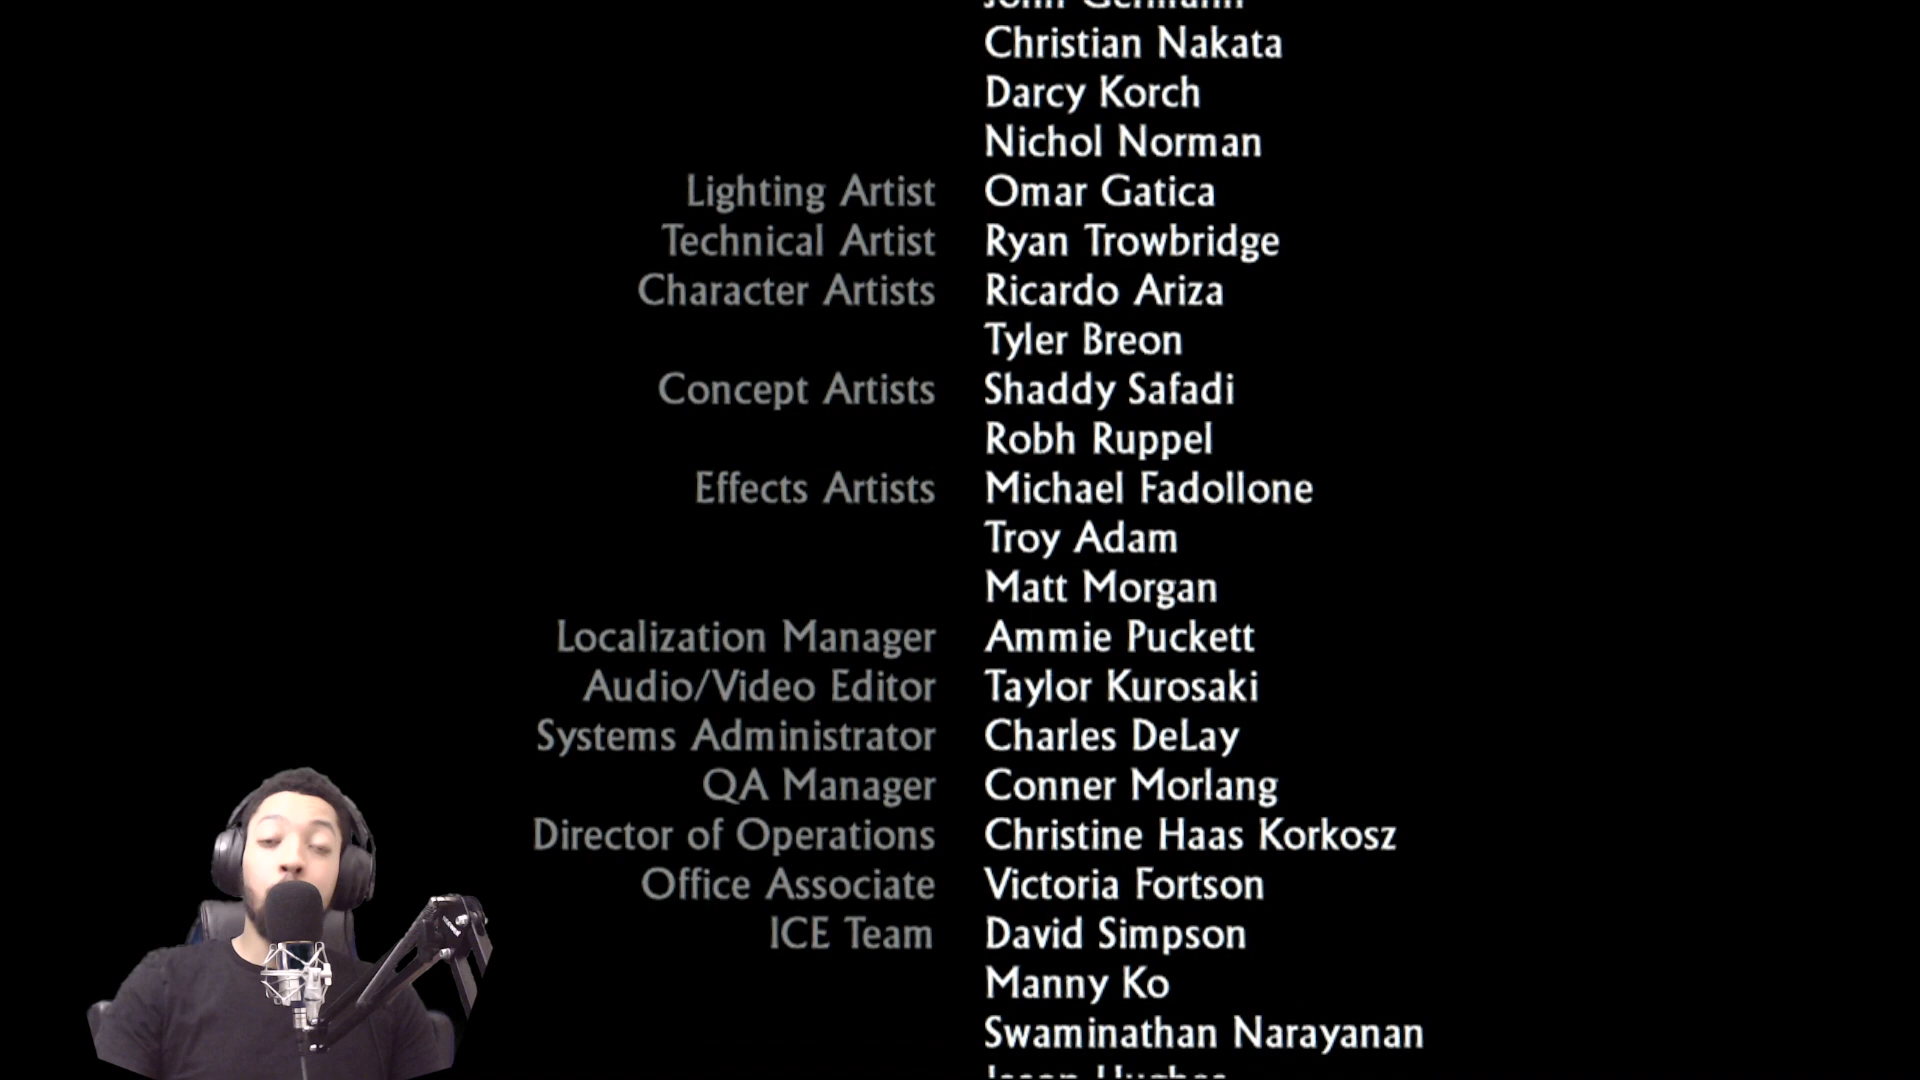 Christian Nakata
Darcy Korch
Nichol Norman
Lighting Artist Omar Gatica
Technical Artist Ryan Trowbridge
Character Artists Ricardo Ariza
Tyler Breon
Concept Artists Shaddy Safadi
Robh Ruppel
Effects Artists Michael Fadollone
Troy Adam
Matt Morgan
Localization Manager Ammie Puckett
Audio/Video Editor Taylor Kurosaki
Systems Administrator Charles DeLay
QA Manager Conner Morlang
Director of Operations Christine Haas Korkosz
Office Associate Victoria Fortson
ICE Team David Simpson
Manny Ko
Swaminathan Narayanan